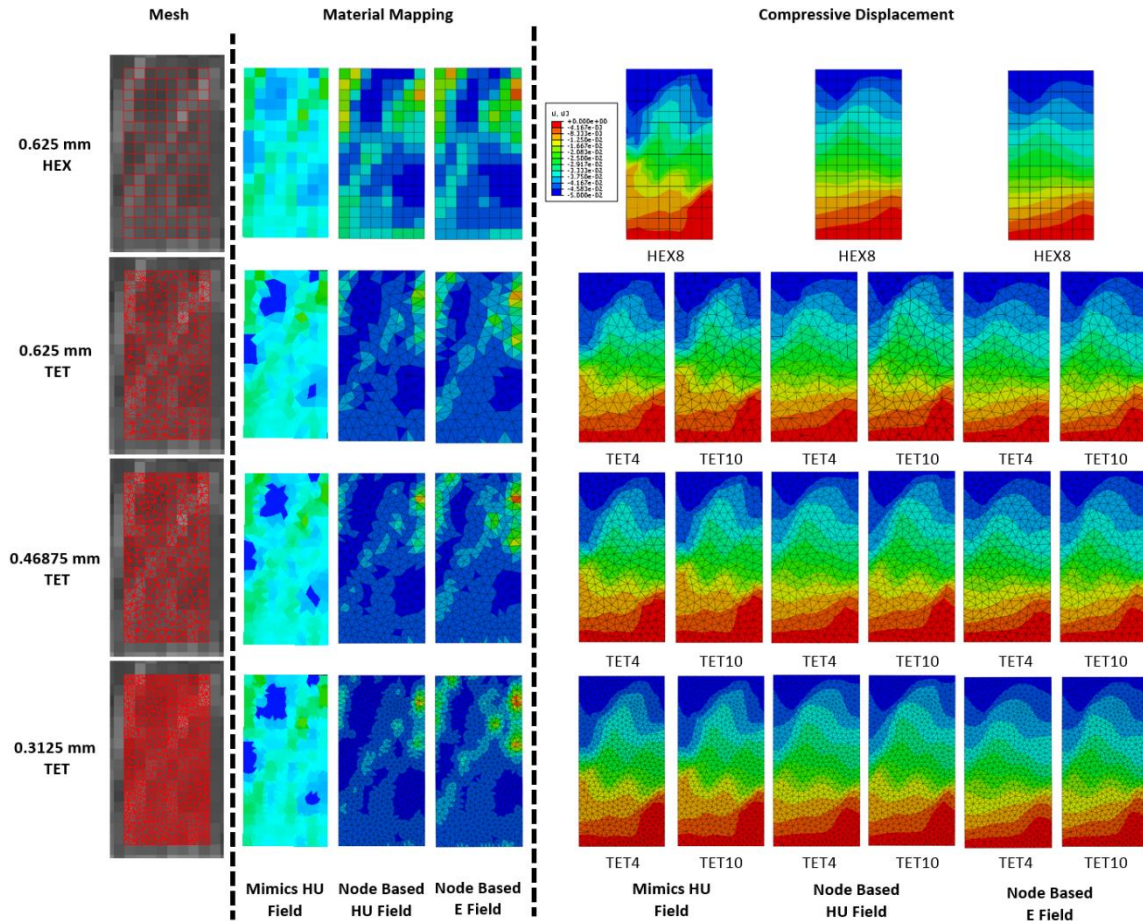 Mesh
Material Mapping
Compressive Displacement
0.625 mm
HEX
u, u3
+0.000e+00
-4.167e-03
-8.333e-03
-1.250e-02
-1.667e-02
-2.083e-02
-2.500e-02
-2.917e-02
-3.333e-02
-3.750e-02
-4.167e-02
-4.583e-02
-5.000e-02
HEX8
HEX8
HEX8
0.625 mm
TET
TET4
TET10
TET4
TET10
TET4
TET10
0.46875 mm
TET
TET4
TET10
TET4
TET10
TET4
TET10
0.3125 mm
TET
TET4
TET10
TET4
TET10
TET4
TET10
Mimics HU
Field
Node Based
HU Field
Node Based
E Field
Mimics HU
Field
Node Based
HU Field
Node Based
E Field